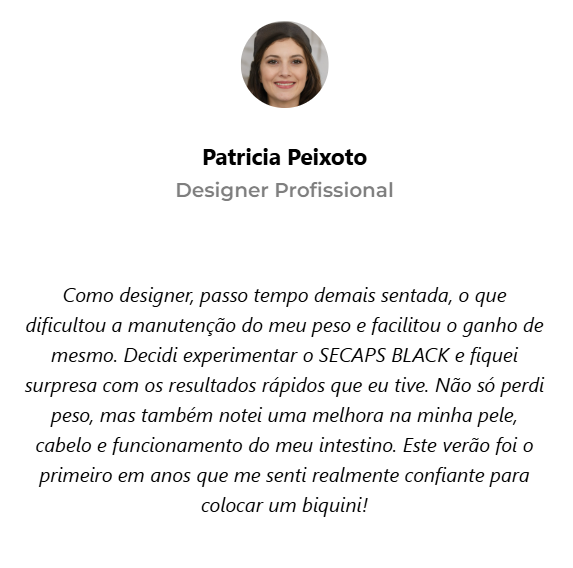 Patricia Peixoto
Designer Profissional
Como designer, passo tempo demais sentada, o que
dificultou a manutenção do meu peso e facilitou o ganho de
mesmo. Decidi experimentar o SECAPS BLACK e fiquei
surpresa com os resultados rápidos que eu tive. Não só perdi
peso, mas também notei uma melhora na minha pele,
cabelo e funcionamento do meu intestino. Este verão foi o
primeiro em anos que me senti realmente confiante para
colocar um biquini!